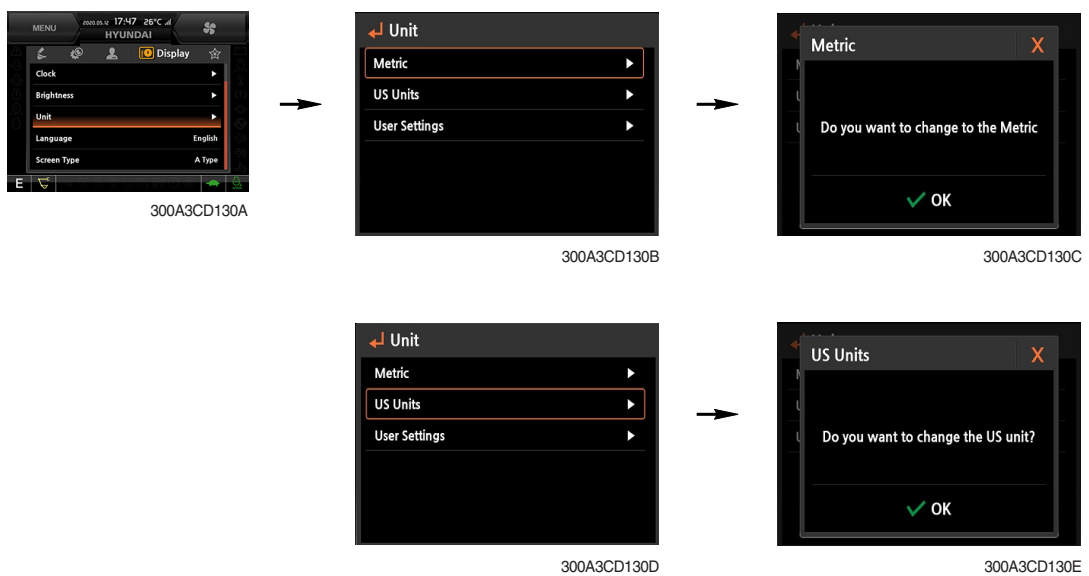 MENU
2020.05.12 17:47 26°C
HYUNDAI
Display
Clock
Brightness
Unit
Language English
Screen Type A Type
E
300A3CD130A
Unit
Metric
US Units
User Settings
300A3CD130B
Metric X
Do you want to change to the Metric
OK
300A3CD130C
Unit
Metric
US Units
User Settings
300A3CD130D
US Units X
Do you want to change the US unit?
OK
300A3CD130E